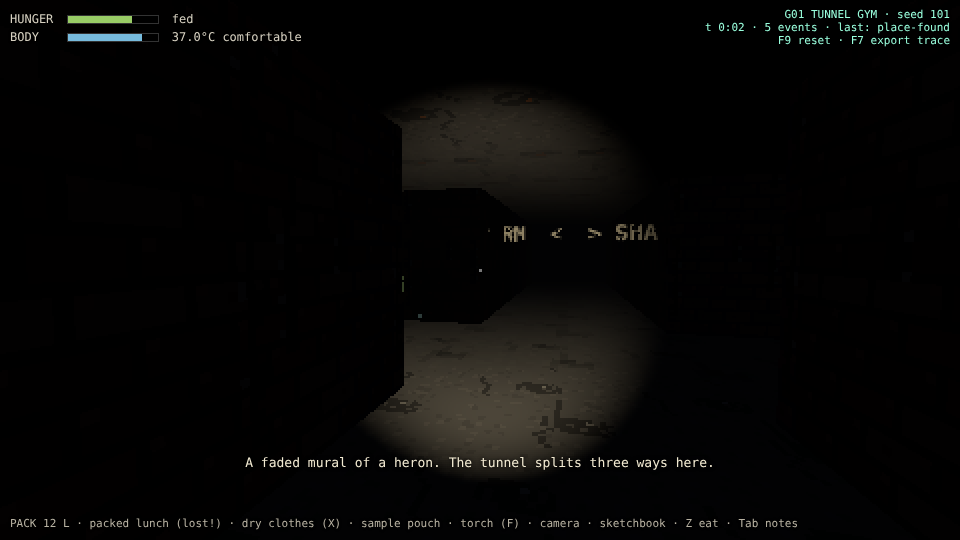 HUNGER fed
BODY 37.0°C comfortable
G01 TUNNEL GYM · seed 101
t 0:02 · 5 events · last: place-found
F9 reset · F7 export trace
RN < > SHA
A faded mural of a heron. The tunnel splits three ways here.
PACK 12 L · packed lunch (lost!) · dry clothes (X) · sample pouch · torch (F) · camera · sketchbook · Z eat · Tab notes